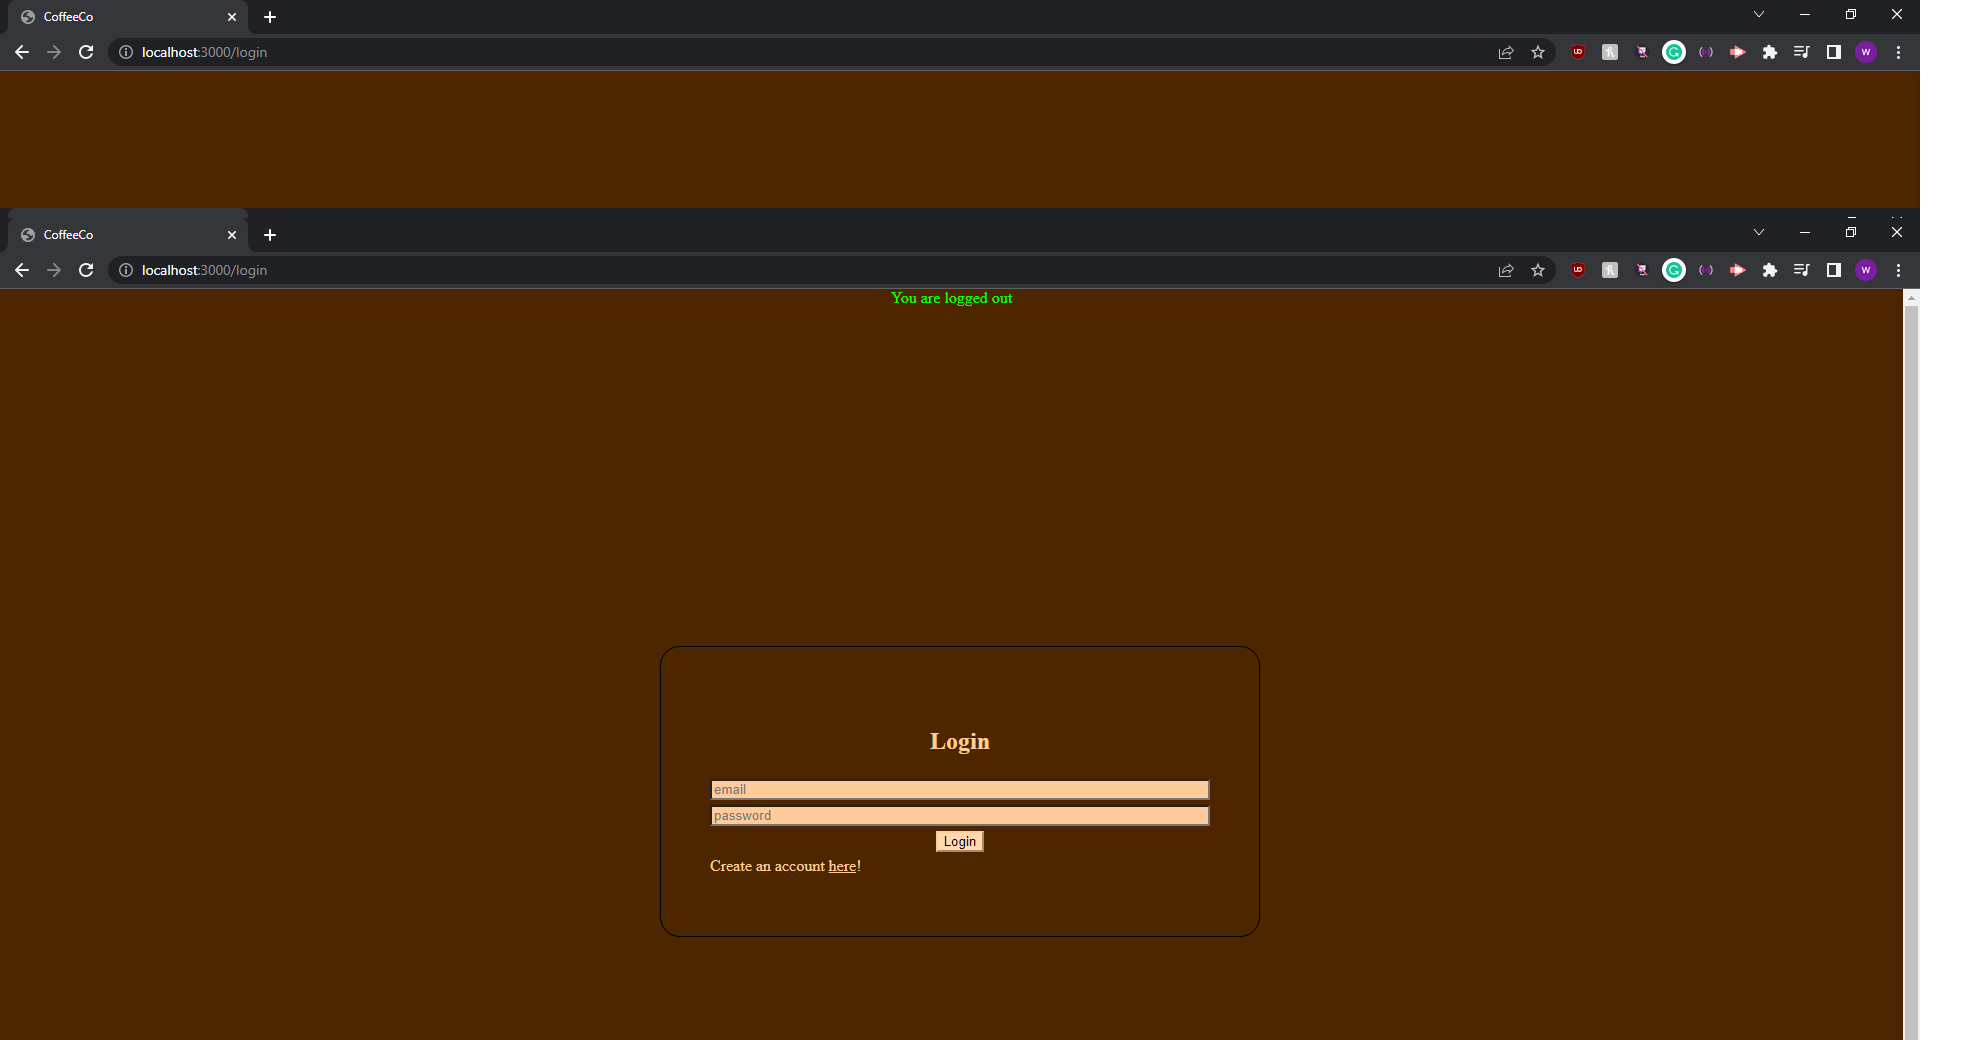 CoffeeCo
localhost:3000/login
W
CoffeeCo
localhost:3000/login
W
You are logged out
Login
email
password
Login
Create an account here!